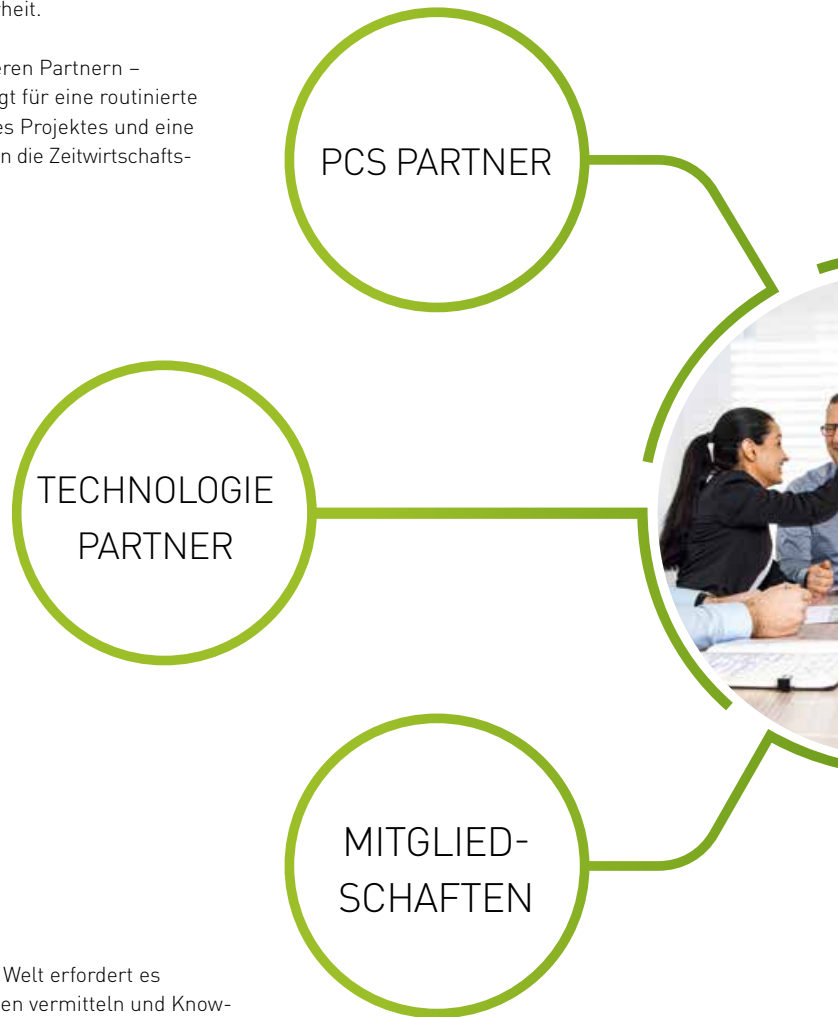 heit.
eren Partnern –
gt für eine routinierte
es Projektes und eine
n die Zeitwirtschafts-
PCS PARTNER
TECHNOLOGIE
PARTNER
MITGLIED-
SCHAFTEN
Welt erfordert es
en vermitteln und Know-